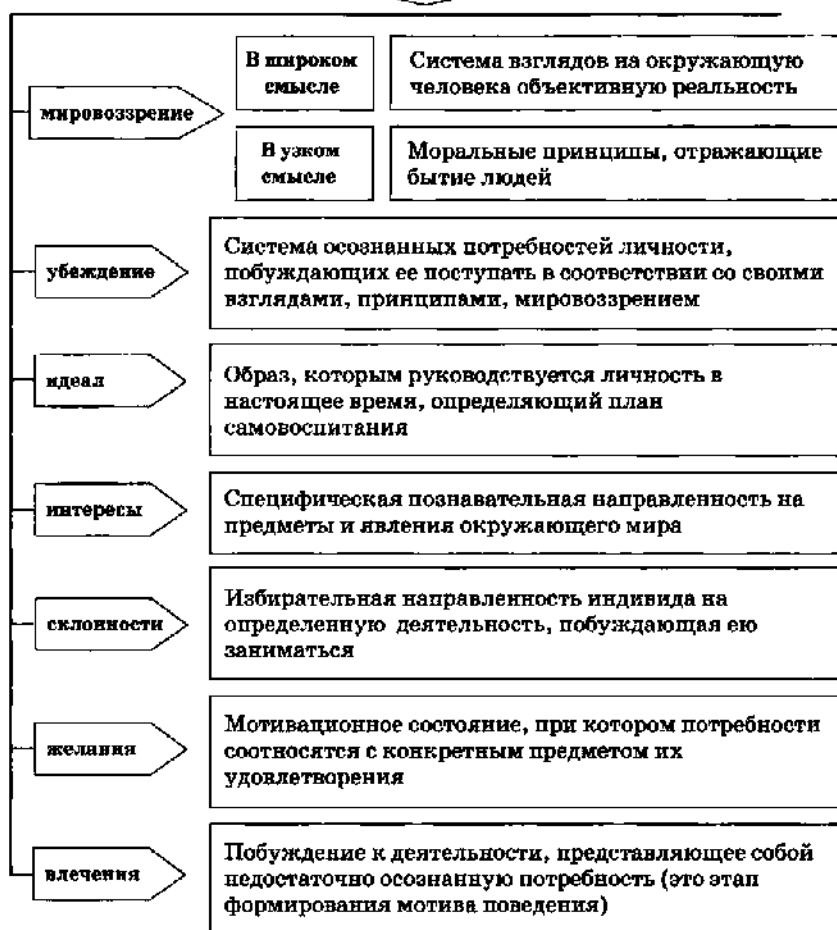 мировоззрение
В широком
смысле
Система взглядов на окружающую
человека объективную реальность
В узком
смысле
Моральные принципы, отражающие
бытие людей
убеждение
Система осознанных потребностей личности,
побуждающих ее поступать в соответствии со своими
взглядами, принципами, мировоззрением
идеал
Образ, которым руководствуется личность в
настоящее время, определяющий план
самовоспитания
интересы
Специфическая познавательная направленность на
предметы и явления окружающего мира
склонности
Избирательная направленность индивида на
определенную деятельность, побуждающая ею
заниматься
желания
Мотивационное состояние, при котором потребности
соотносятся с конкретным предметом их
удовлетворения
влечения
Побуждение к деятельности, представляющее собой
недостаточно осознанную потребность (это этап
формирования мотива поведения)